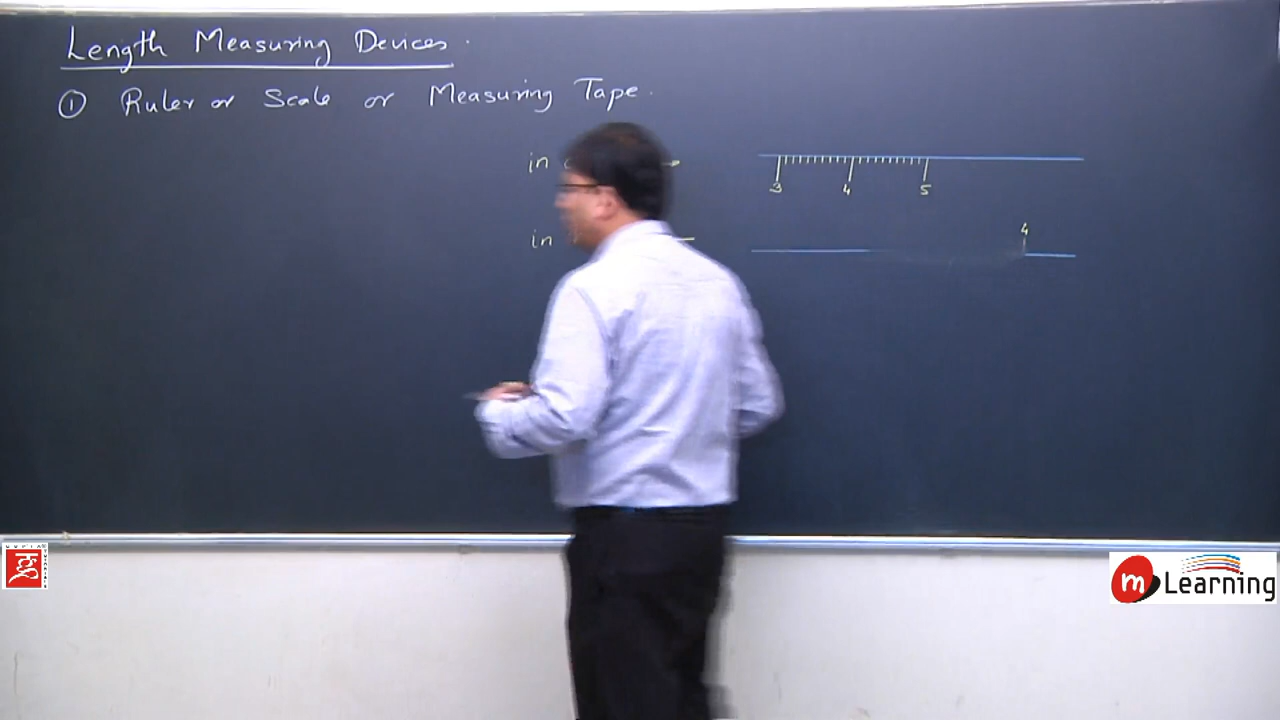 Length Measuring Devices.
① Ruler or Scale or Measuring Tape.
in
3 4 5
in
4
m Learning